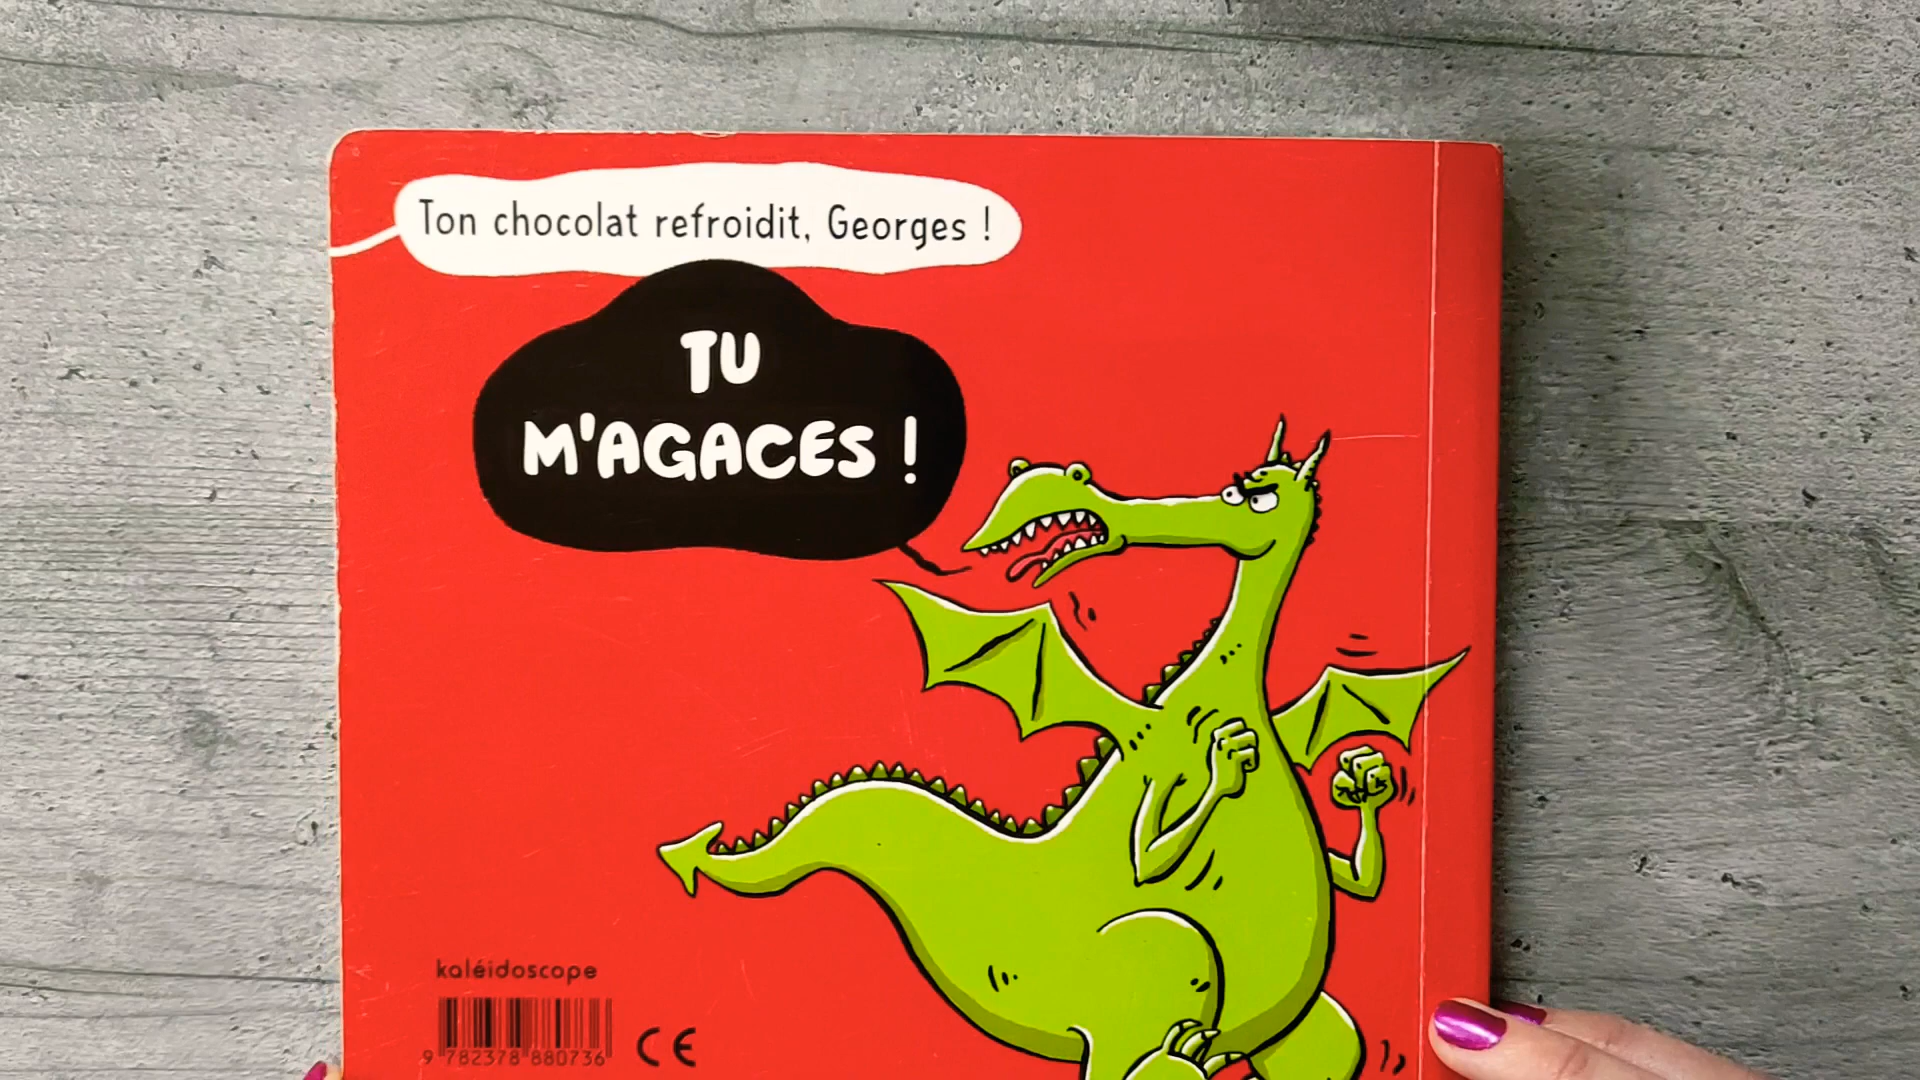 Ton chocolat refroidit, Georges !
TU
M'AGACES !
kaléidoscope
9 782378 880736
CE